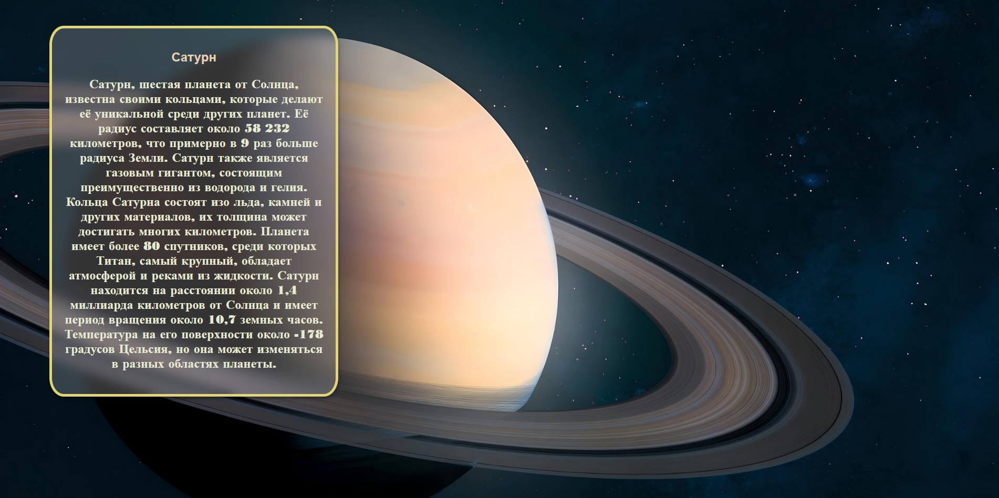 Сатурн
Сатурн, шестая планета от Солнца,
известна своими кольцами, которые делают
её уникальной среди других планет. Её
радиус составляет около 58 232
километров, что примерно в 9 раз больше
радиуса Земли. Сатурн также является
газовым гигантом, состоящим
преимущественно из водорода и гелия.
Кольца Сатурна состоят изо льда, камней и
других материалов, их толщина может
достигать многих километров. Планета
имеет более 80 спутников, среди которых
Титан, самый крупный, обладает
атмосферой и реками из жидкости. Сатурн
находится на расстоянии около 1,4
миллиарда километров от Солнца и имеет
период вращения около 10,7 земных часов.
Температура на его поверхности около -178
градусов Цельсия, но она может изменяться
в разных областях планеты.